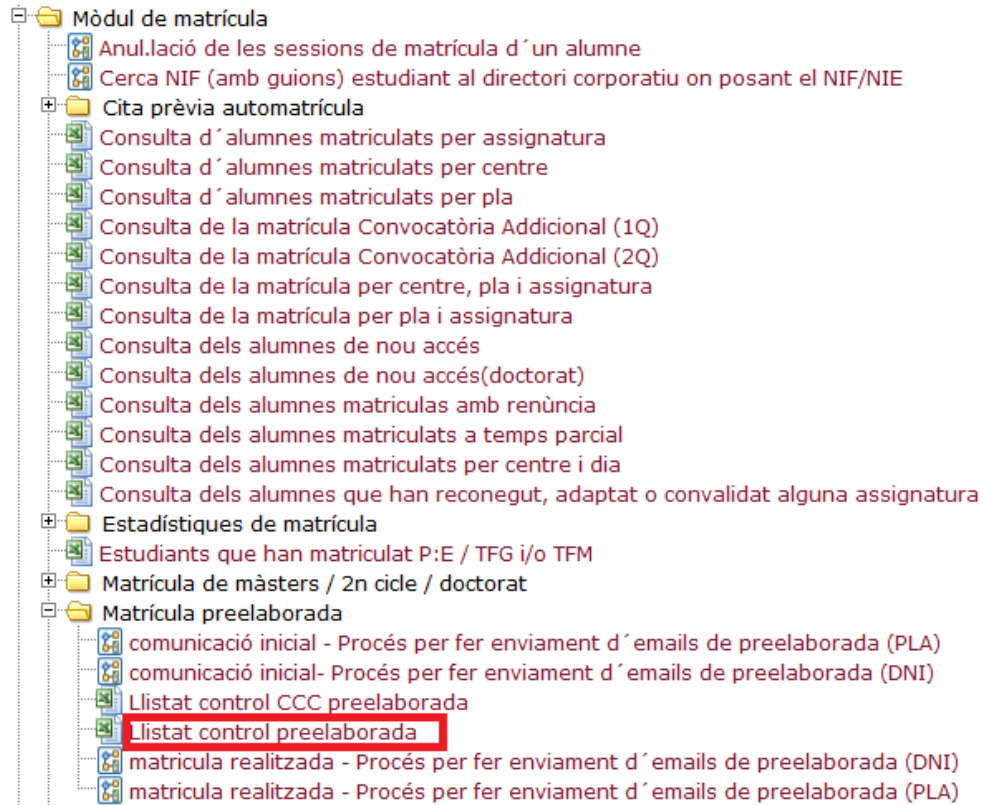 Mòdul de matrícula
Anul.lació de les sessions de matrícula d´un alumne
Cerca NIF (amb guions) estudiant al directori corporatiu on posant el NIF/NIE
Cita prèvia automatrícula
Consulta d´alumnes matriculats per assignatura
Consulta d´alumnes matriculats per centre
Consulta d´alumnes matriculats per pla
Consulta de la matrícula Convocatòria Addicional (1Q)
Consulta de la matrícula Convocatòria Addicional (2Q)
Consulta de la matrícula per centre, pla i assignatura
Consulta de la matrícula per pla i assignatura
Consulta dels alumnes de nou accés
Consulta dels alumnes de nou accés(doctorat)
Consulta dels alumnes matriculas amb renúncia
Consulta dels alumnes matriculats a temps parcial
Consulta dels alumnes matriculats per centre i dia
Consulta dels alumnes que han reconegut, adaptat o convalidat alguna assignatura
Estadístiques de matrícula
Estudiants que han matriculat P:E / TFG i/o TFM
Matrícula de màsters / 2n cicle / doctorat
Matrícula preelaborada
comunicació inicial - Procés per fer enviament d´emails de preelaborada (PLA)
comunicació inicial- Procés per fer enviament d´emails de preelaborada (DNI)
Llistat control CCC preelaborada
Llistat control preelaborada
matricula realitzada - Procés per fer enviament d´emails de preelaborada (DNI)
matricula realitzada - Procés per fer enviament d´emails de preelaborada (PLA)